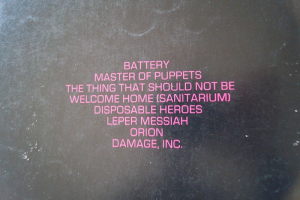 BATTERY
MASTER OF PUPPETS
THE THING THAT SHOULD NOT BE
WELCOME HOME (SANITARIUM)
DISPOSABLE HEROES
LEPER MESSIAH
ORION
DAMAGE, INC.